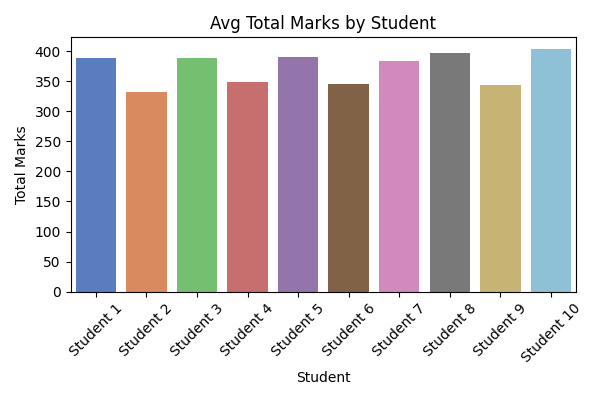 Avg Total Marks by Student
Total Marks
400
350
300
250
200
150
100
50
0
Student 1
Student 2
Student 3
Student 4
Student 5
Student 6
Student 7
Student 8
Student 9
Student 10
Student